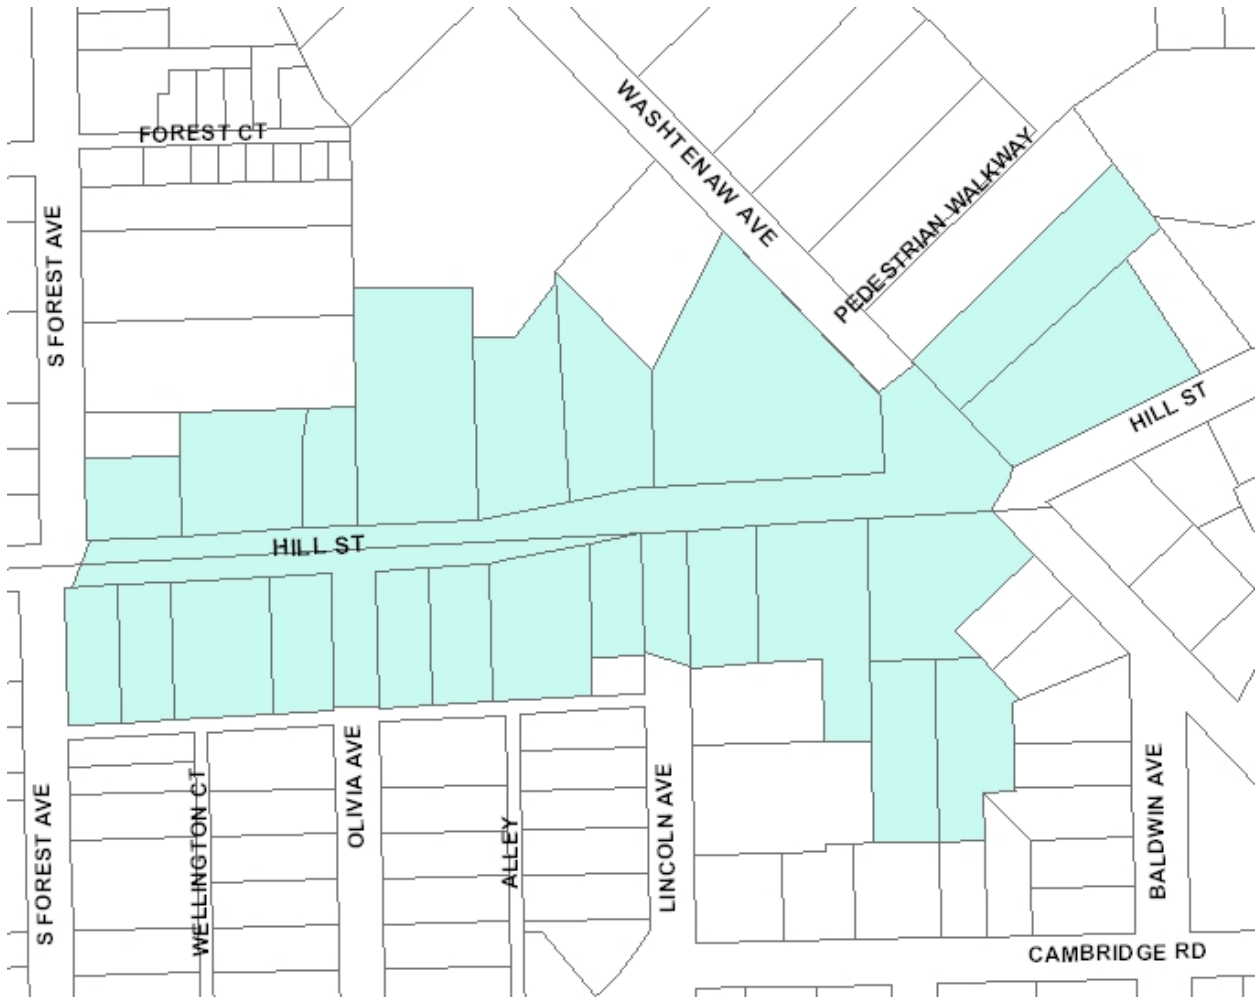 FOREST CT
WASHTENAW AVE
PEDESTRIAN WALKWAY
S FOREST AVE
HILL ST
HILL ST
OLIVIA AVE
WELLINGTON CT
ALLEY
LINCOLN AVE
BALDWIN AVE
S FOREST AVE
CAMBRIDGE RD